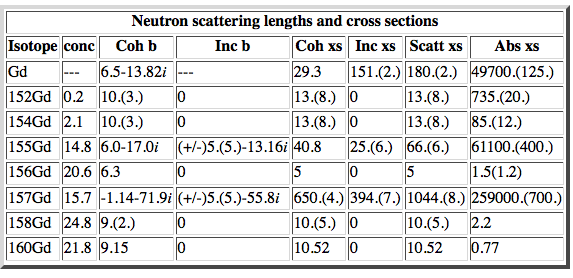 Neutron scattering lengths and cross sections
Isotope conc Coh b Inc b Coh xs Inc xs Scatt xs Abs xs
Gd --- 6.5-13.82i --- 29.3 151.(2.) 180.(2.) 49700.(125.)
152Gd 0.2 10.(3.) 0 13.(8.) 0 13.(8.) 735.(20.)
154Gd 2.1 10.(3.) 0 13.(8.) 0 13.(8.) 85.(12.)
155Gd 14.8 6.0-17.0i (+/-)5.(5.)-13.16i 40.8 25.(6.) 66.(6.) 61100.(400.)
156Gd 20.6 6.3 0 5 0 5 1.5(1.2)
157Gd 15.7 -1.14-71.9i (+/-)5.(5.)-55.8i 650.(4.) 394.(7.) 1044.(8.) 259000.(700.)
158Gd 24.8 9.(2.) 0 10.(5.) 0 10.(5.) 2.2
160Gd 21.8 9.15 0 10.52 0 10.52 0.77